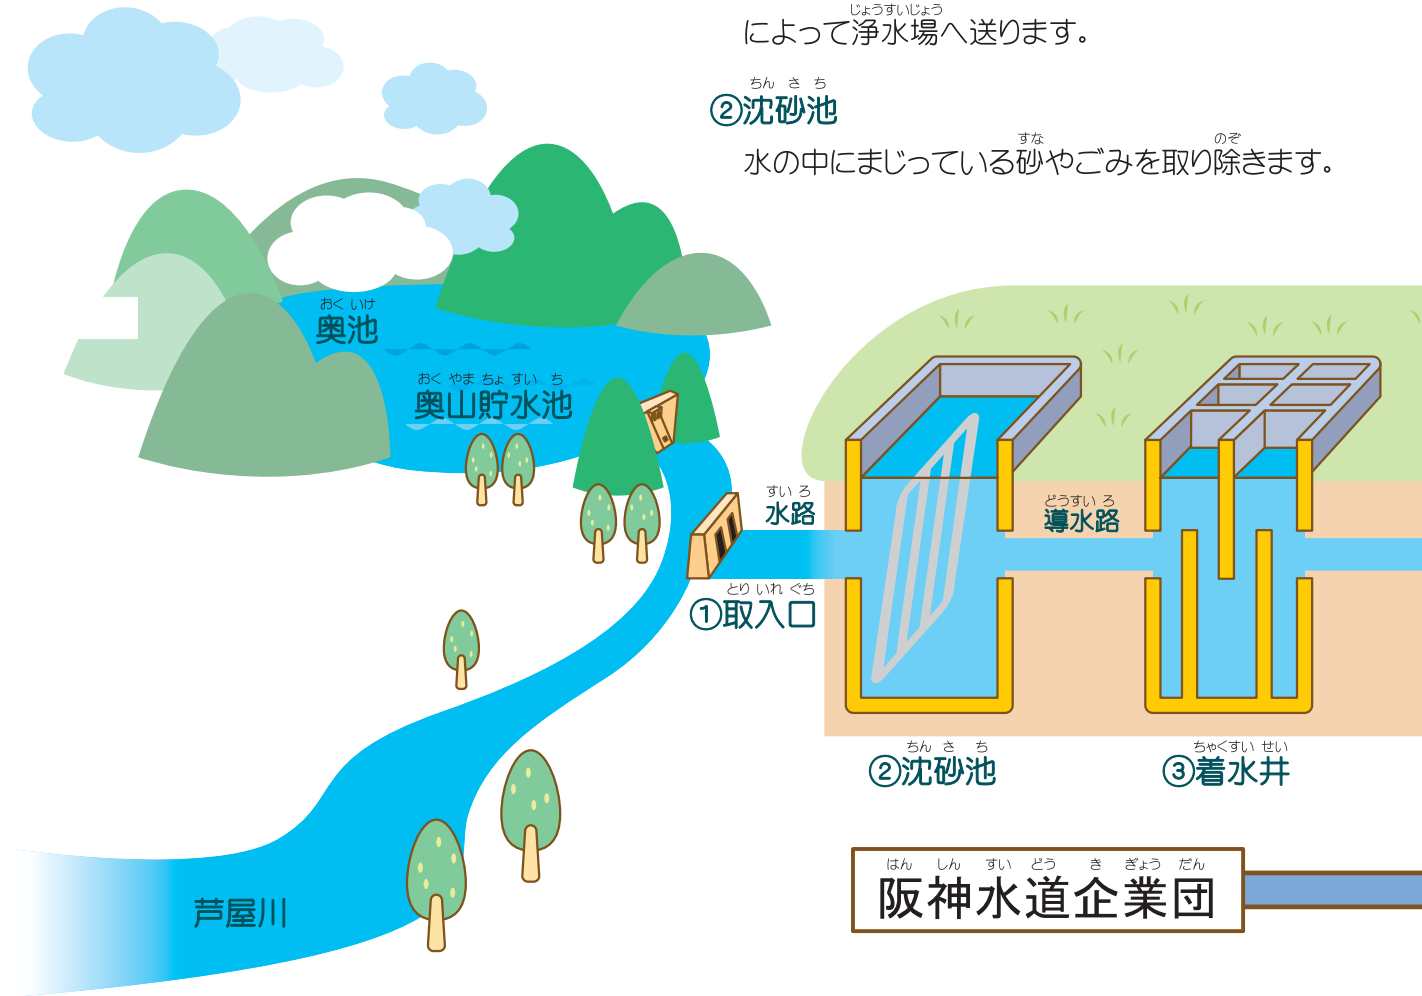 じょうすいじょう
によって浄水場へ送ります。
ちん さ ち
②沈砂池
すな のぞ
水の中にまじっている砂やごみを取り除きます。
おく いけ
奥池
おく やま ちょ すい ち
奥山貯水池
すい ろ
水路
どうすい ろ
導水路
とり いれ ぐち
①取入口
ちん さ ち
②沈砂池
ちゃくすい せい
③着水井
はん しん すい どう き ぎょう だん
阪神水道企業団
芦屋川